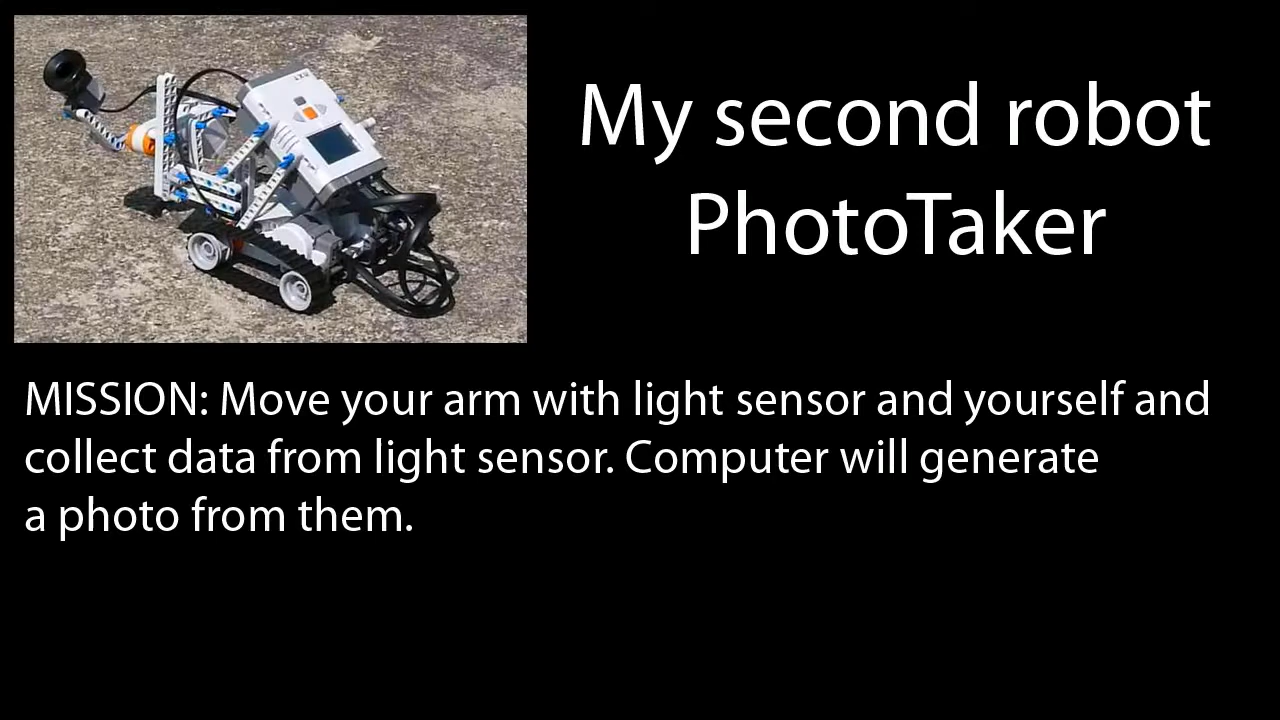 My second robot
PhotoTaker
MISSION: Move your arm with light sensor and yourself and
collect data from light sensor. Computer will generate
a photo from them.